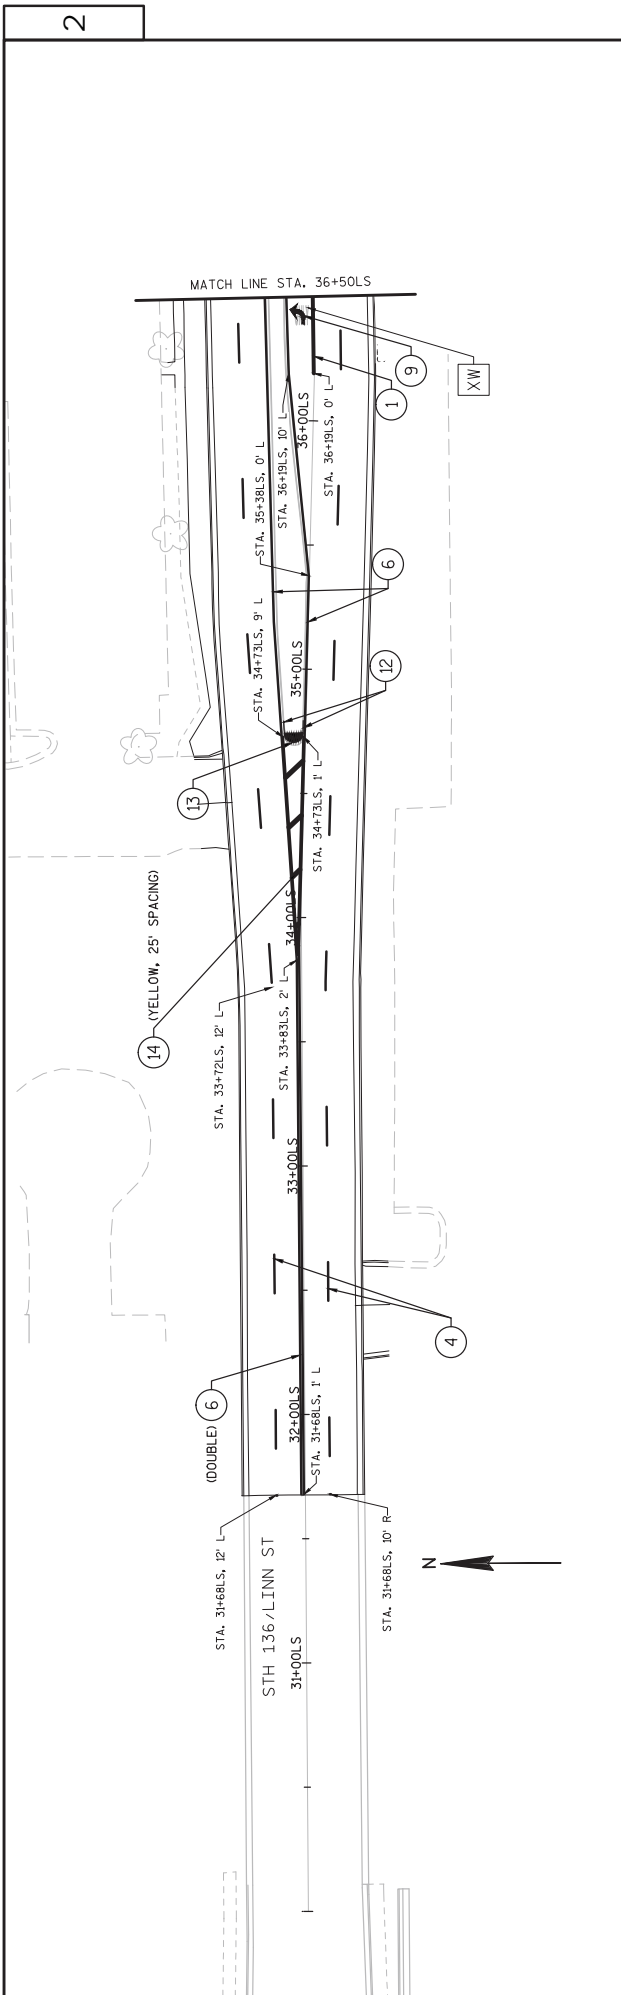 2
MATCH LINE STA. 36+50LS
9
XW
1
36+00LS
STA. 36+19LS, 0' L
STA. 36+19LS, 10' L
STA. 35+38LS, 0' L
6
STA. 34+73LS, 9' L
35+00LS
12
13
STA. 34+73LS, 1' L
14
(YELLOW, 25' SPACING)
34+00LS
STA. 33+72LS, 12' L
STA. 33+83LS, 2' L
33+00LS
4
(DOUBLE)
6
32+00LS
STA. 31+68LS, 1' L
STA. 31+68LS, 12' L
STA. 31+68LS, 10' R
N
STH 136/LINN ST
31+00LS